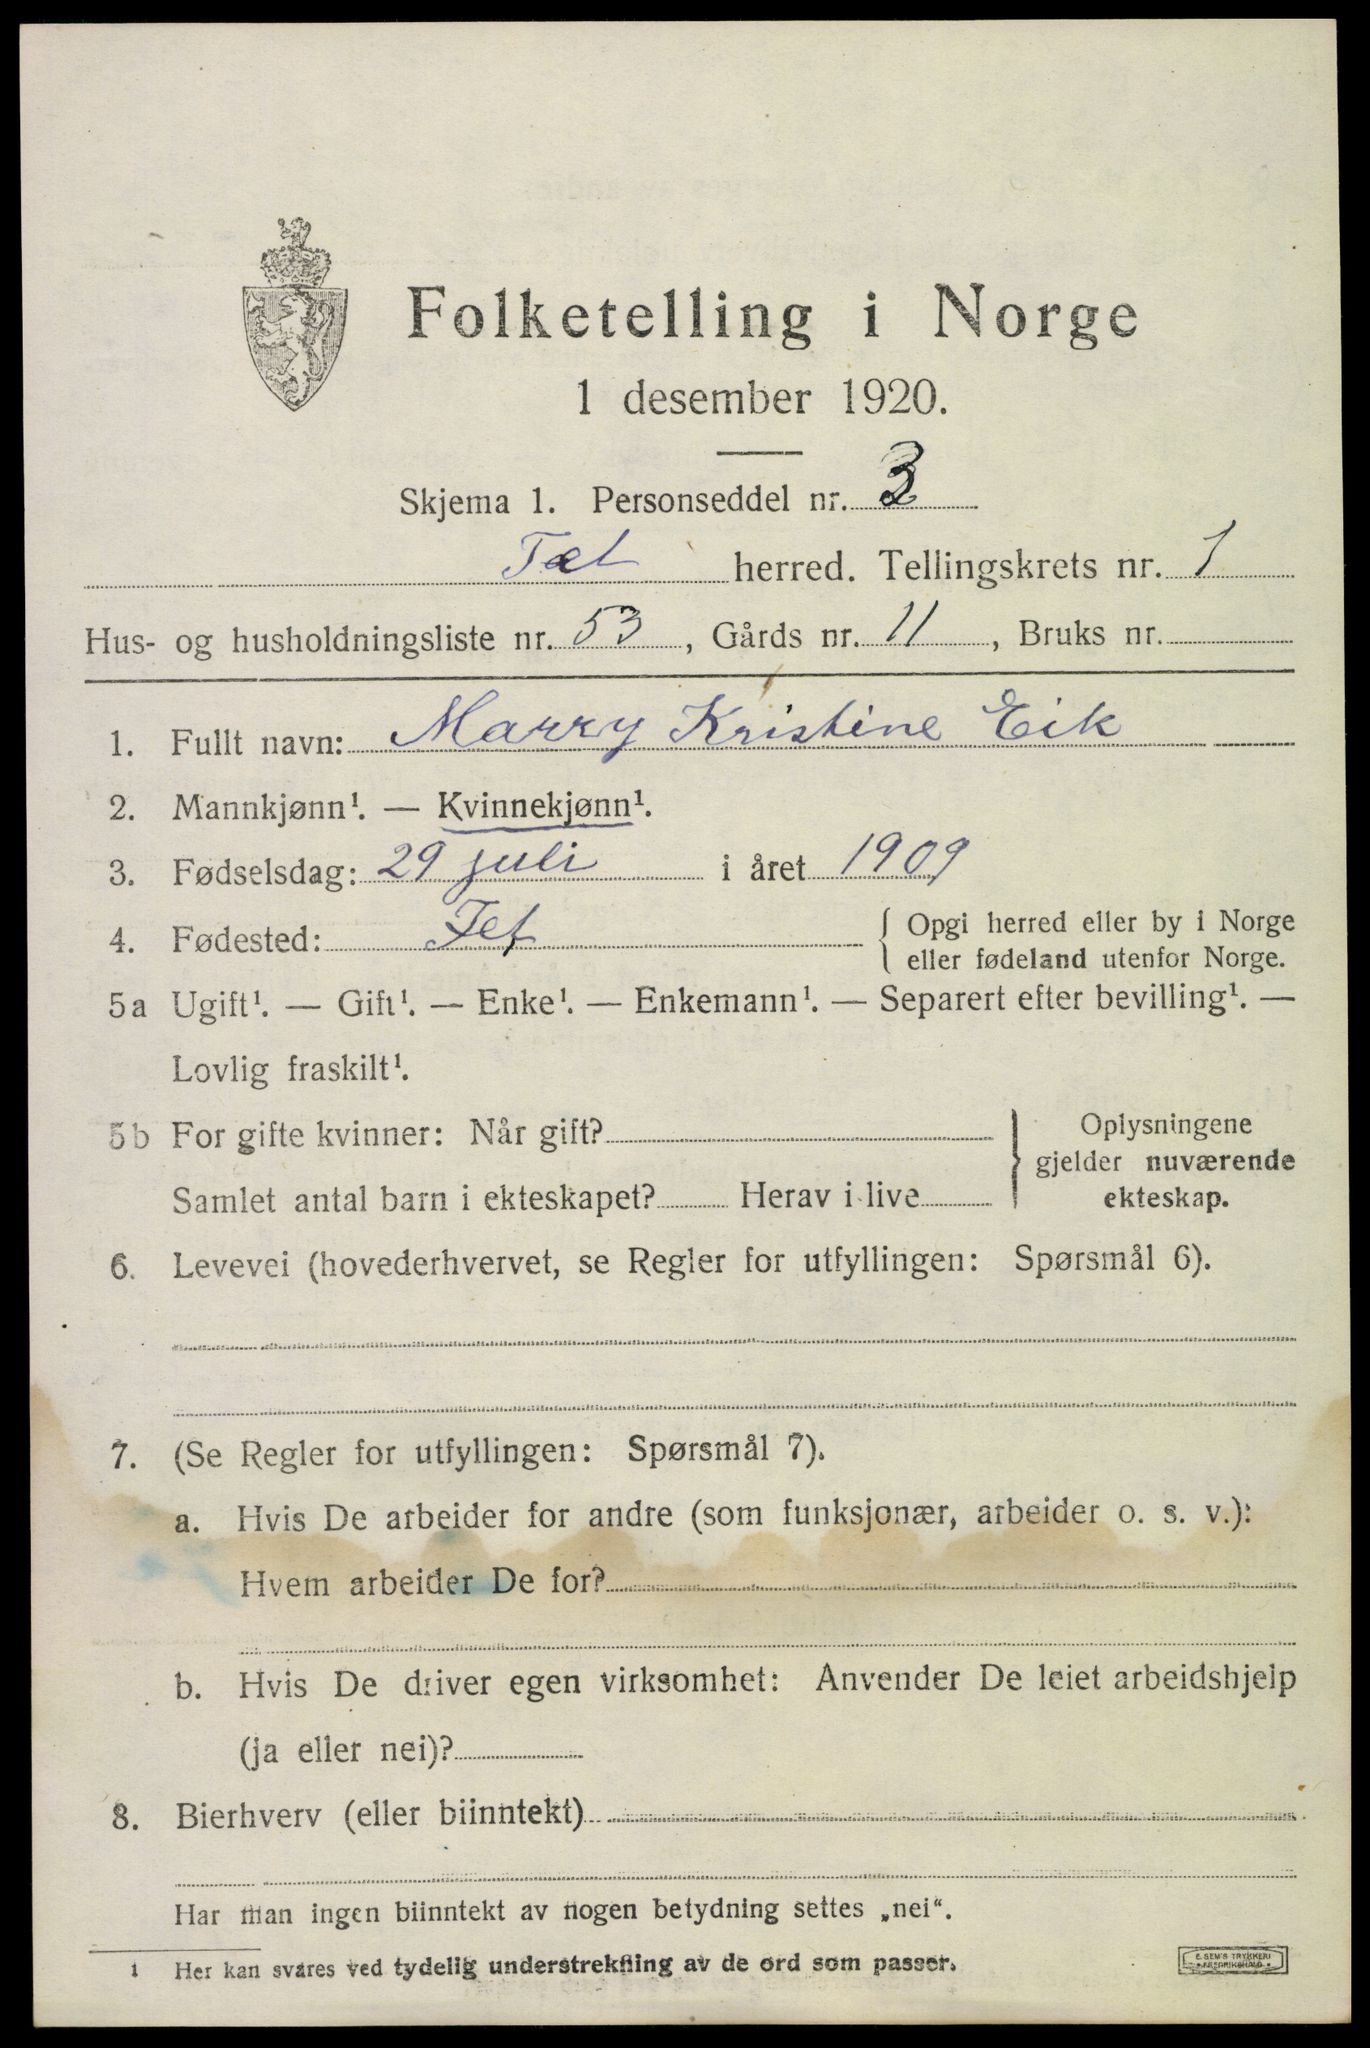 Folketelling i Norge
1 desember 1920.
Skjema 1. Personseddel nr. 3
Fet herred. Tellingskrets nr. 1
Hus- og husholdningsliste nr. 53, Gårds nr. 11, Bruks nr.
1. Fullt navn: Marry Kristine Eik
2. Mannkjønn¹. — Kvinnekjønn¹.
3. Fødselsdag: 29 juli i året 1909
4. Fødested: Fet { Opgi herred eller by i Norge
eller fødeland utenfor Norge.
5a Ugift¹. — Gift¹. — Enke¹. — Enkemann¹. — Separert efter bevilling¹. —
Lovlig fraskilt¹.
5b For gifte kvinner: Når gift?
Samlet antal barn i ekteskapet? Herav i live
} Oplysningene
gjelder nuværende
ekteskap.
6. Levevei (hovederhvervet, se Regler for utfyllingen: Spørsmål 6).
7. (Se Regler for utfyllingen: Spørsmål 7).
a. Hvis De arbeider for andre (som funksjonær, arbeider o. s. v.):
Hvem arbeider De for?
b. Hvis De driver egen virksomhet: Anvender De leiet arbeidshjelp
(ja eller nei)?
8. Bierhverv (eller biinntekt)
Har man ingen biinntekt av nogen betydning settes „nei“.
1 Her kan svares ved tydelig understrekning av de ord som passer.
E. SEM'S TRYKKERI
FREDRIKSHALD